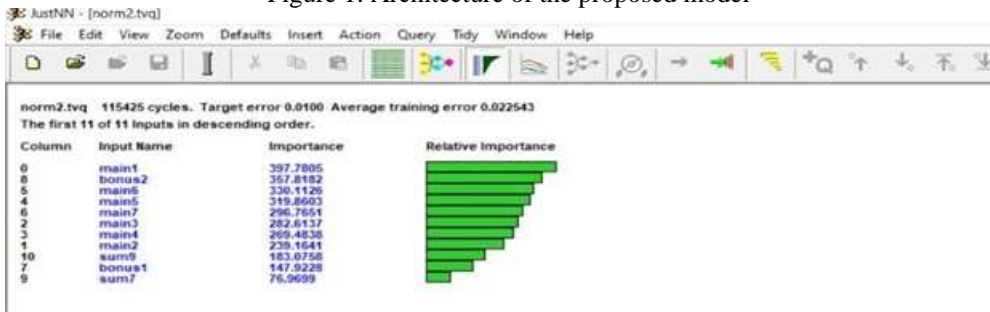 Figure 1: Architecture of the proposed model
JustNN - [norm2.tvq]
File Edit View Zoom Defaults Insert Action Query Tidy Window Help
norm2.tvq 115425 cycles. Target error 0.0100 Average training error 0.022543
The first 11 of 11 Inputs in descending order.
Column Input Name Importance Relative Importance
0 main1 397.7805
8 bonus2 357.8182
5 main6 330.1126
4 main5 319.8603
6 main7 296.7651
2 main3 282.6137
3 main4 269.4838
1 main2 239.1641
10 sum9 183.0758
7 bonus1 147.9228
9 sum7 76.9699